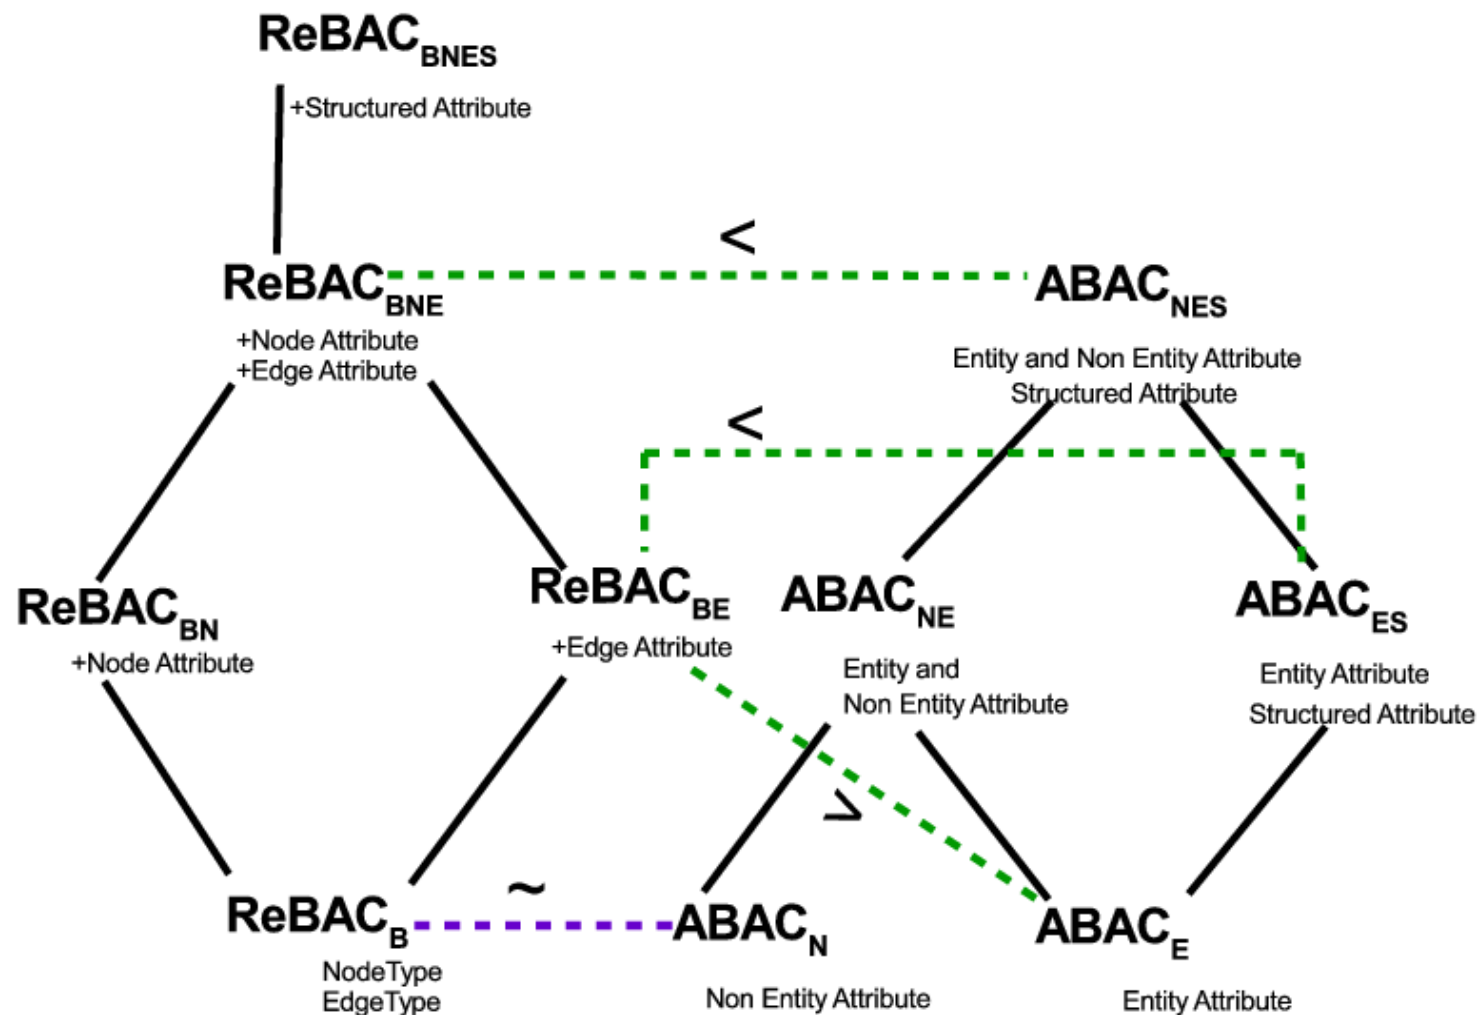 ReBAC_BNES
+Structured Attribute
<
ReBAC_BNE
ABAC_NES
+Node Attribute
+Edge Attribute
Entity and Non Entity Attribute
Structured Attribute
<
ReBAC_BN
+Node Attribute
ReBAC_BE
+Edge Attribute
ABAC_NE
Entity and
Non Entity Attribute
ABAC_ES
Entity Attribute
Structured Attribute
>
~
ReBAC_B
NodeType
EdgeType
ABAC_N
Non Entity Attribute
ABAC_E
Entity Attribute